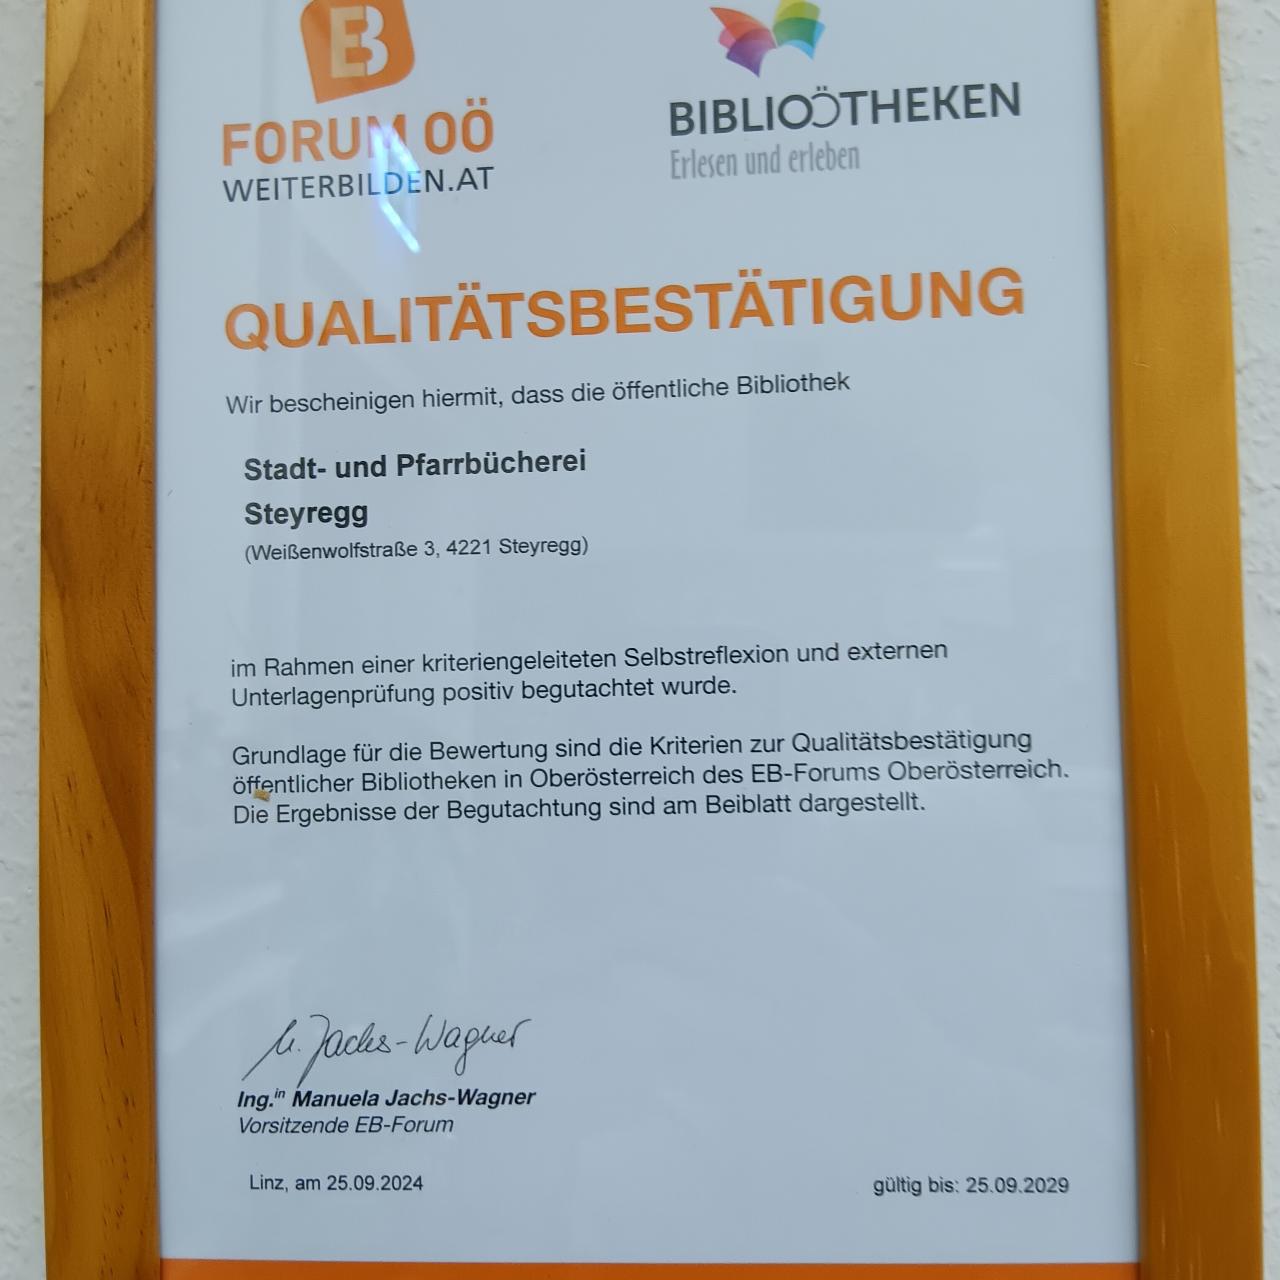 EB
FORUM OÖ
WEITERBILDEN.AT
BIBLIOÖTHEKEN
Erlesen und erleben
QUALITÄTSBESTÄTIGUNG
Wir bescheinigen hiermit, dass die öffentliche Bibliothek
Stadt- und Pfarrbücherei
Steyregg
(Weißenwolfstraße 3, 4221 Steyregg)
im Rahmen einer kriteriengeleiteten Selbstreflexion und externen
Unterlagenprüfung positiv begutachtet wurde.
Grundlage für die Bewertung sind die Kriterien zur Qualitätsbestätigung
öffentlicher Bibliotheken in Oberösterreich des EB-Forums Oberösterreich.
Die Ergebnisse der Begutachtung sind am Beiblatt dargestellt.
M. Jachs-Wagner
Ing.in Manuela Jachs-Wagner
Vorsitzende EB-Forum
Linz, am 25.09.2024
gültig bis: 25.09.2029